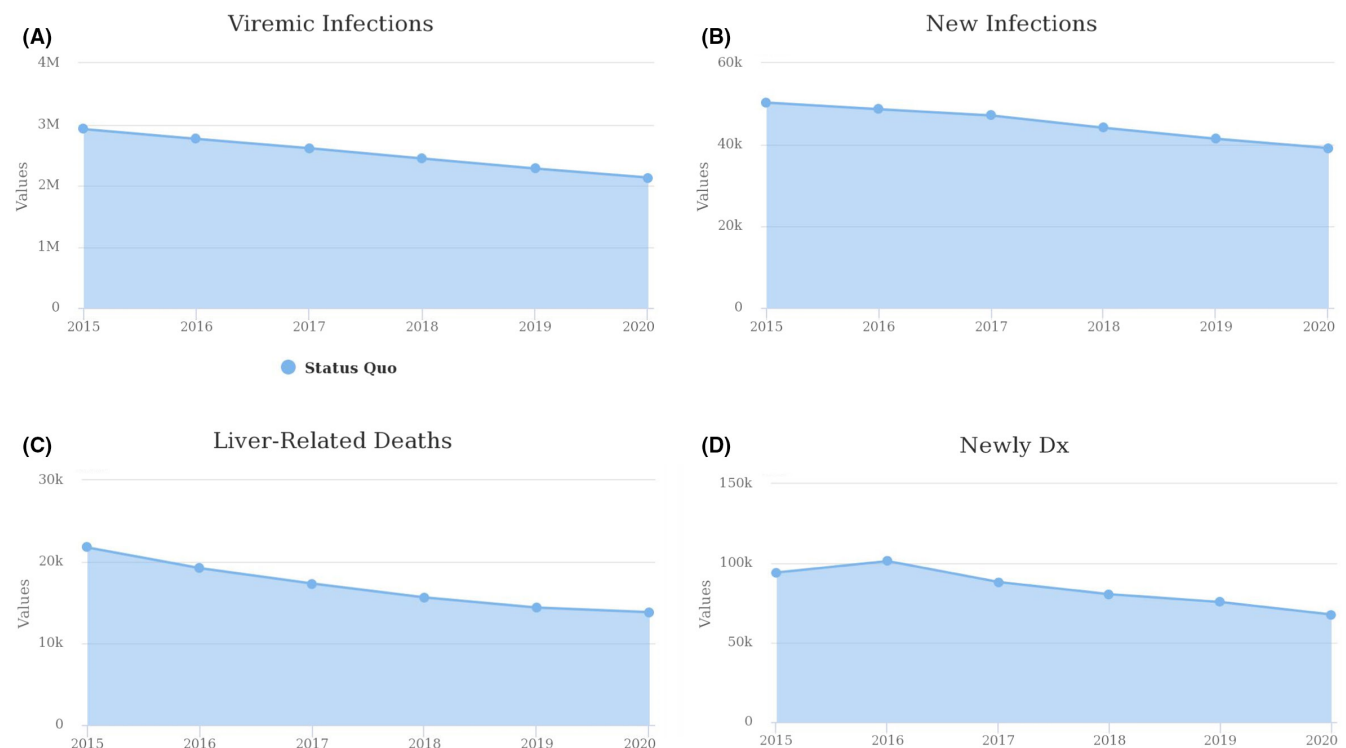 (A)
Viremic Infections
4M
3M
2M
1M
0
Values
2015 2016 2017 2018 2019 2020
Status Quo
(B)
New Infections
60k
40k
20k
0
Values
2015 2016 2017 2018 2019 2020
(C)
Liver-Related Deaths
30k
20k
10k
0
Values
2015 2016 2017 2018 2019 2020
(D)
Newly Dx
150k
100k
50k
0
Values
2015 2016 2017 2018 2019 2020